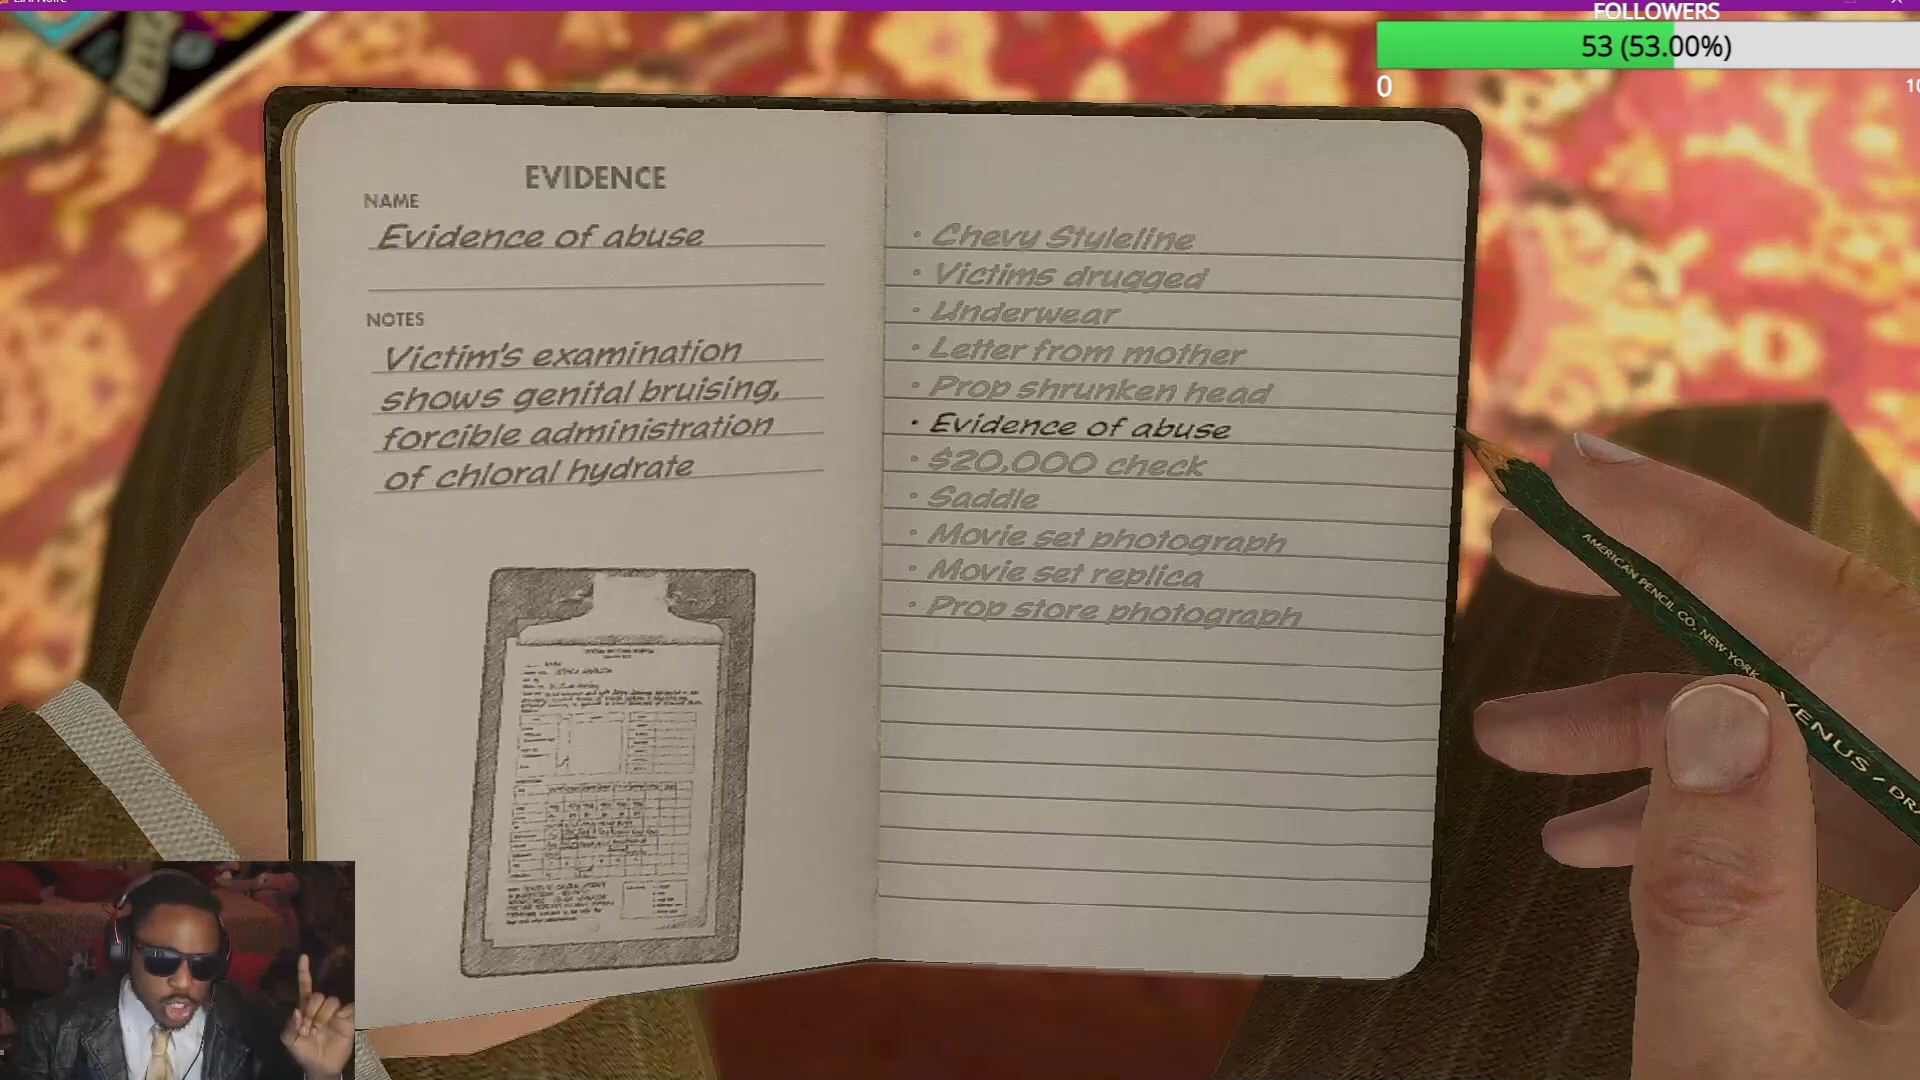 FOLLOWERS
53 (53.00%)
0
EVIDENCE
NAME
Evidence of abuse
NOTES
Victim's examination
shows genital bruising,
forcible administration
of chloral hydrate
• Chevy Styleline
• Victims drugged
• Underwear
• Letter from mother
• Prop shrunken head
• Evidence of abuse
• $20,000 check
• Saddle
• Movie set photograph
• Movie set replica
• Prop store photograph
AMERICAN PENCIL CO. NEW YORK
VENUS /